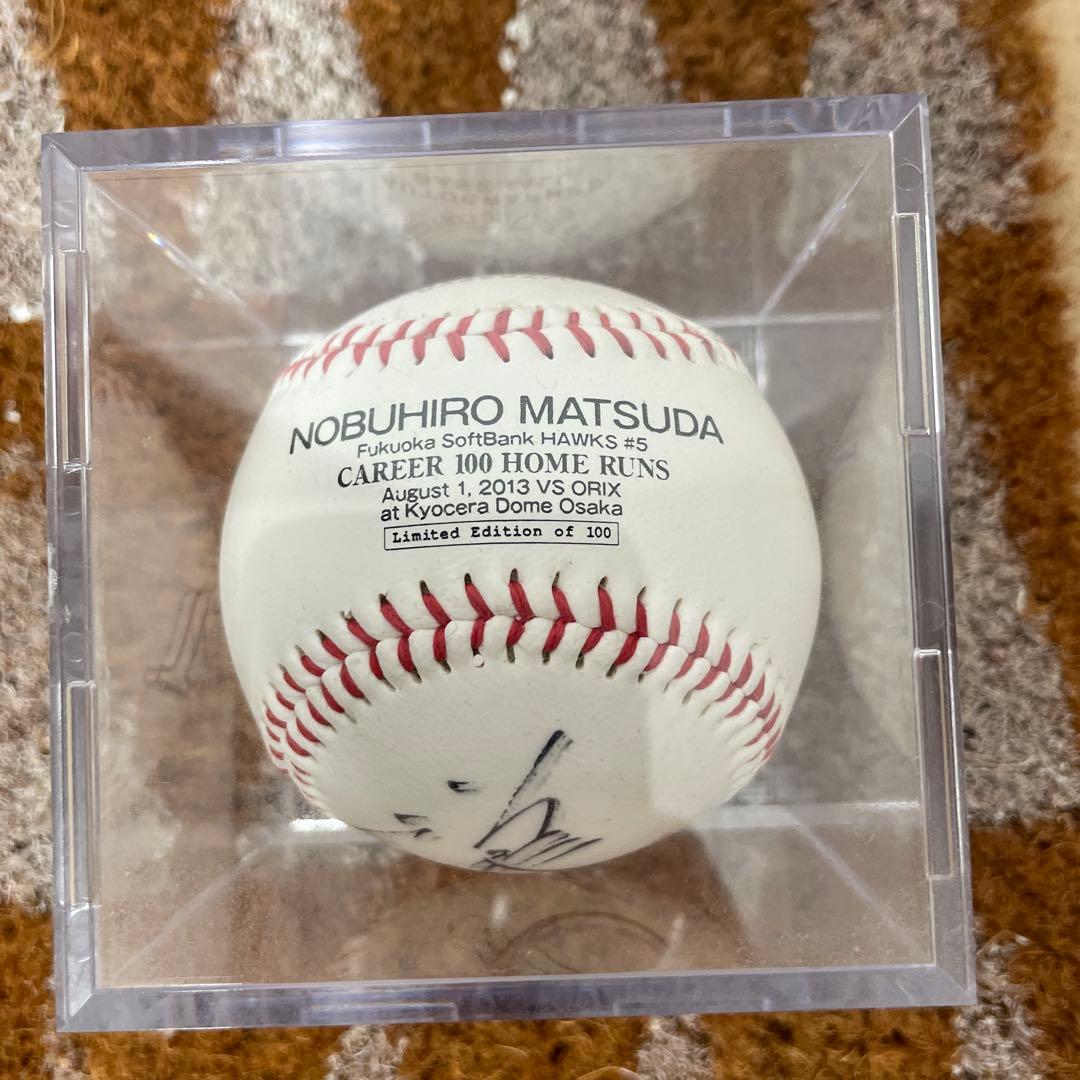 NOBUHIRO MATSUDA
Fukuoka SoftBank HAWKS #5
CAREER 100 HOME RUNS
August 1, 2013 VS ORIX
at Kyocera Dome Osaka
Limited Edition of 100